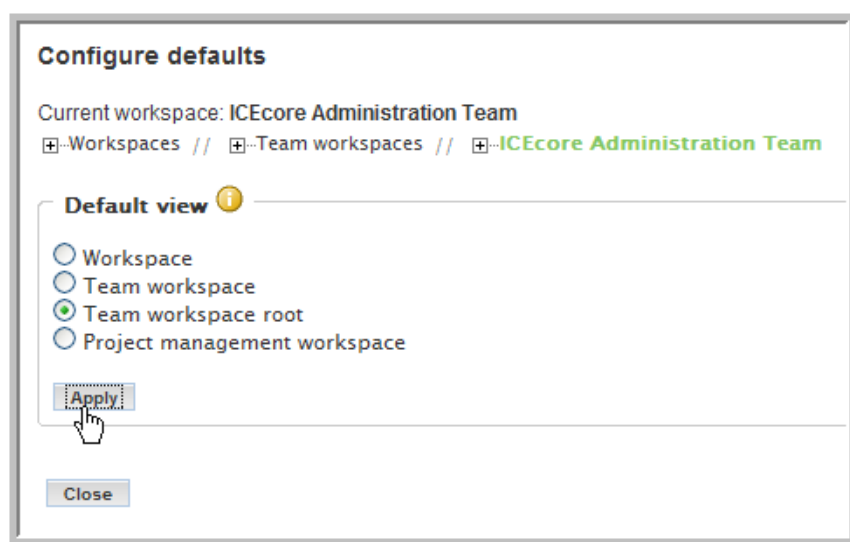 Configure defaults
Current workspace: ICEcore Administration Team
Workspaces // Team workspaces // ICEcore Administration Team
Default view
Workspace
Team workspace
Team workspace root
Project management workspace
Apply
Close